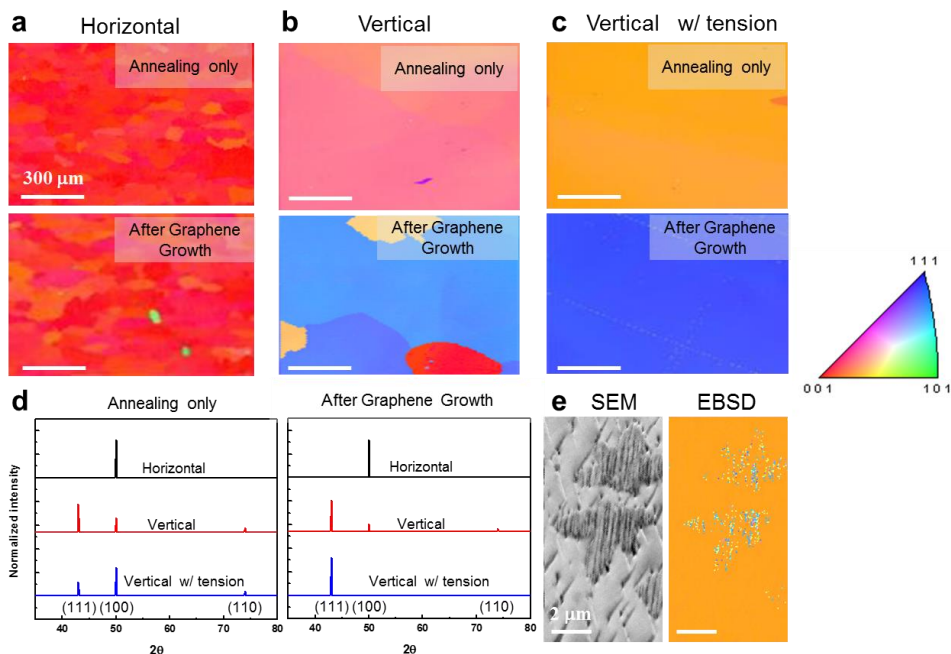 a Horizontal
Annealing only
300 μm
After Graphene
Growth
b Vertical
Annealing only
After Graphene
Growth
c Vertical w/ tension
Annealing only
After Graphene
Growth
1 1 1
0 0 1
1 0 1
d Annealing only
After Graphene Growth
Normalized intensity
Horizontal
Vertical
Vertical w/ tension
(111) (100) (110)
40 50 60 70 80
2θ
Horizontal
Vertical
Vertical w/ tension
(111) (100) (110)
40 50 60 70 80
2θ
e SEM EBSD
2 μm